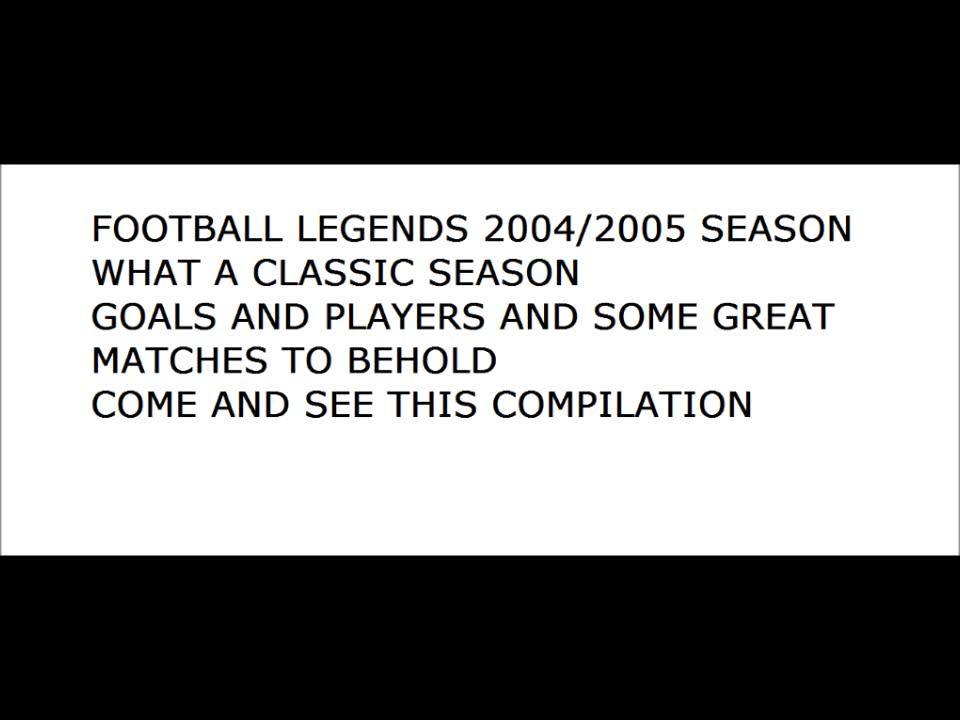 FOOTBALL LEGENDS 2004/2005 SEASON
WHAT A CLASSIC SEASON
GOALS AND PLAYERS AND SOME GREAT
MATCHES TO BEHOLD
COME AND SEE THIS COMPILATION